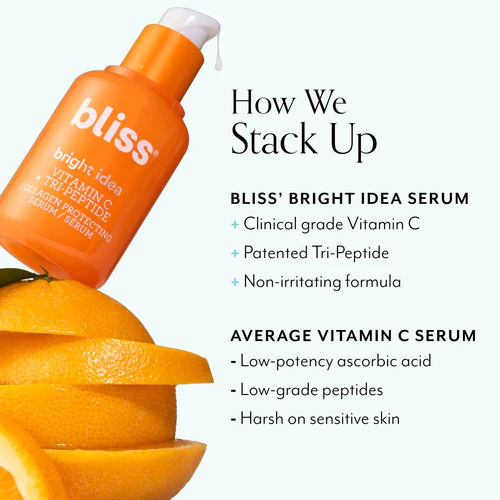 bliss®
bright idea
VITAMIN C
+ TRI-PEPTIDE
COLLAGEN PROTECTING
SERUM / SÉRUM
How We
Stack Up
BLISS’ BRIGHT IDEA SERUM
+ Clinical grade Vitamin C
+ Patented Tri-Peptide
+ Non-irritating formula
AVERAGE VITAMIN C SERUM
- Low-potency ascorbic acid
- Low-grade peptides
- Harsh on sensitive skin